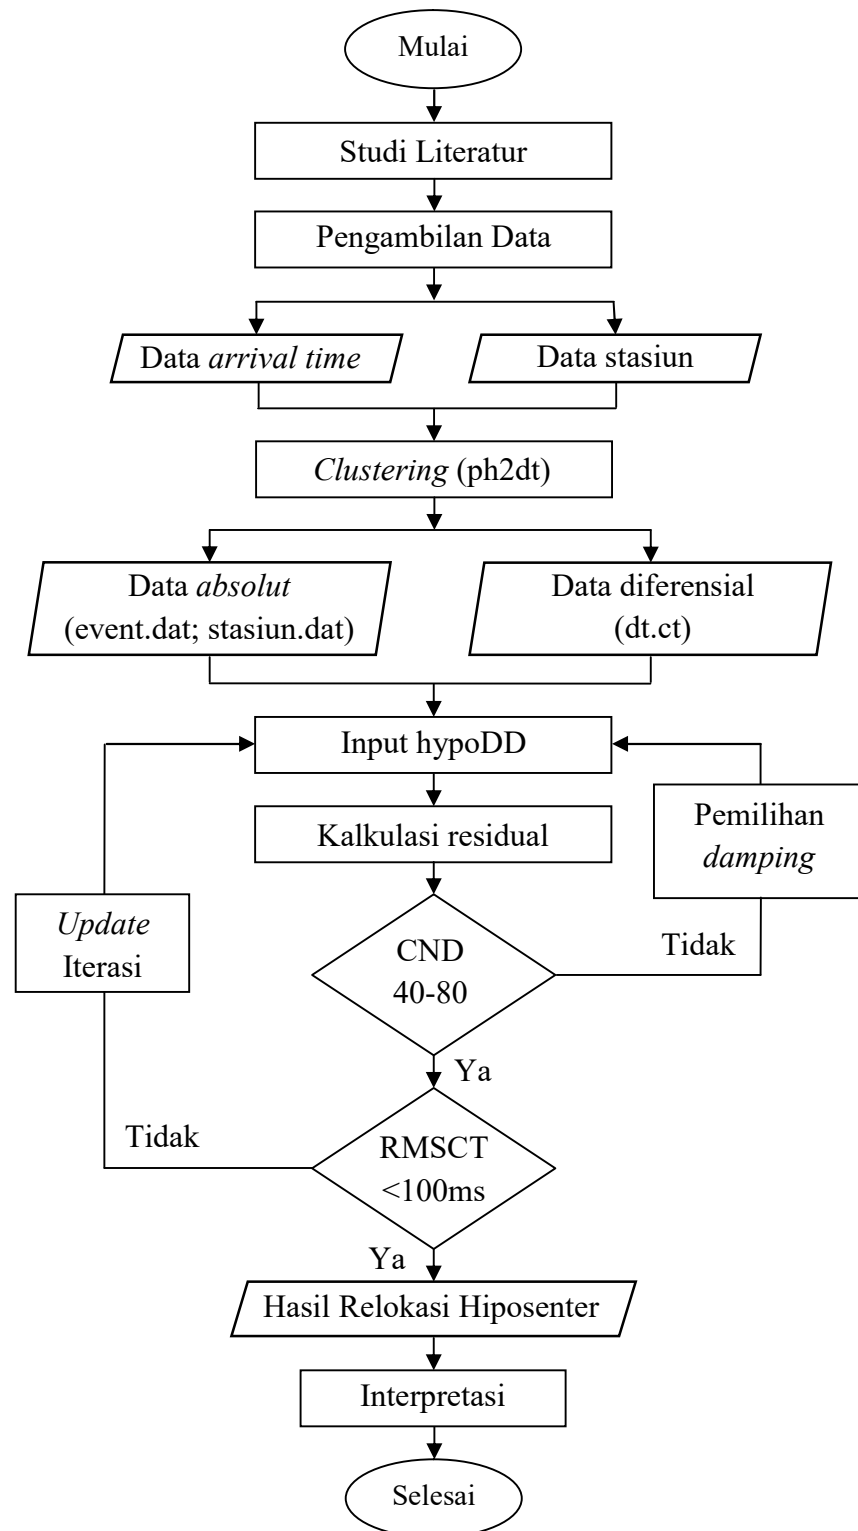 Mulai
Studi Literatur
Pengambilan Data
Data arrival time
Data stasiun
Clustering (ph2dt)
Data absolut
(event.dat; stasiun.dat)
Data diferensial
(dt.ct)
Input hypoDD
Kalkulasi residual
Pemilihan
damping
Update
Iterasi
CND
40-80
Tidak
Ya
Tidak
RMSCT
<100ms
Ya
Hasil Relokasi Hiposenter
Interpretasi
Selesai